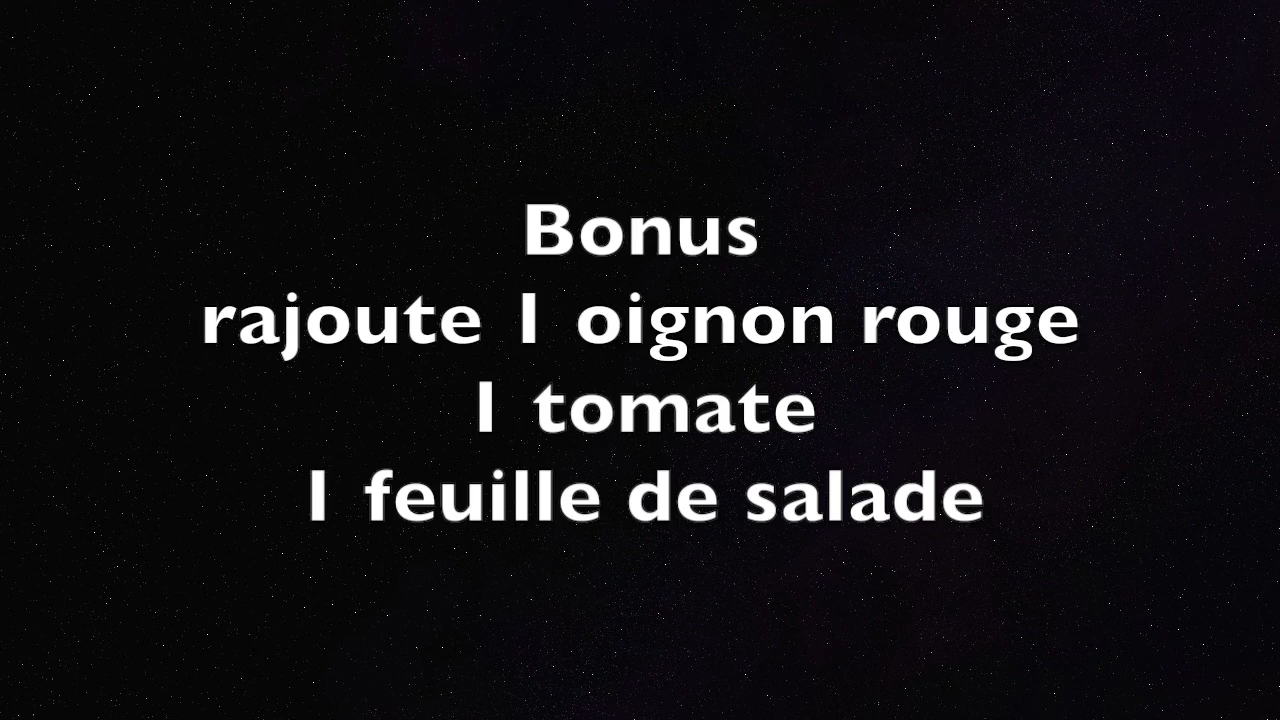 Bonus
rajoute 1 oignon rouge
1 tomate
1 feuille de salade